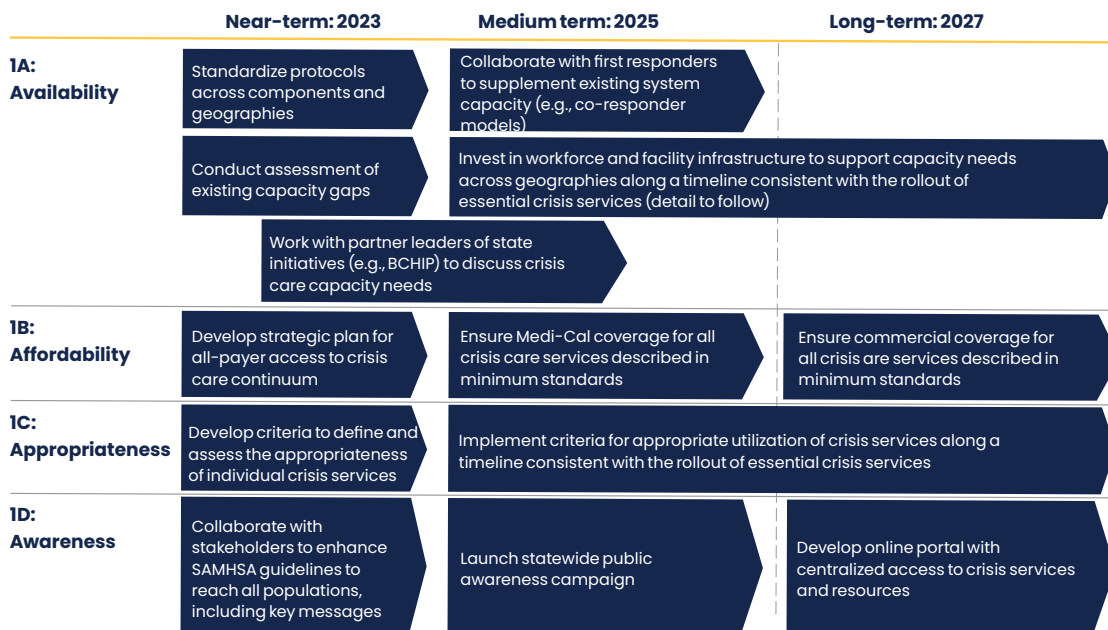 Near-term: 2023
Medium term: 2025
Long-term: 2027
1A:
Availability
Standardize protocols
across components and
geographies
Collaborate with first responders
to supplement existing system
capacity (e.g., co-responder
models)
Conduct assessment of
existing capacity gaps
Invest in workforce and facility infrastructure to support capacity needs
across geographies along a timeline consistent with the rollout of
essential crisis services (detail to follow)
Work with partner leaders of state
initiatives (e.g., BCHIP) to discuss crisis
care capacity needs
1B:
Affordability
Develop strategic plan for
all-payer access to crisis
care continuum
Ensure Medi-Cal coverage for all
crisis care services described in
minimum standards
Ensure commercial coverage for
all crisis are services described in
minimum standards
1C:
Appropriateness
Develop criteria to define and
assess the appropriateness
of individual crisis services
Implement criteria for appropriate utilization of crisis services along a
timeline consistent with the rollout of essential crisis services
1D:
Awareness
Collaborate with
stakeholders to enhance
SAMHSA guidelines to
reach all populations,
including key messages
Launch statewide public
awareness campaign
Develop online portal with
centralized access to crisis services
and resources